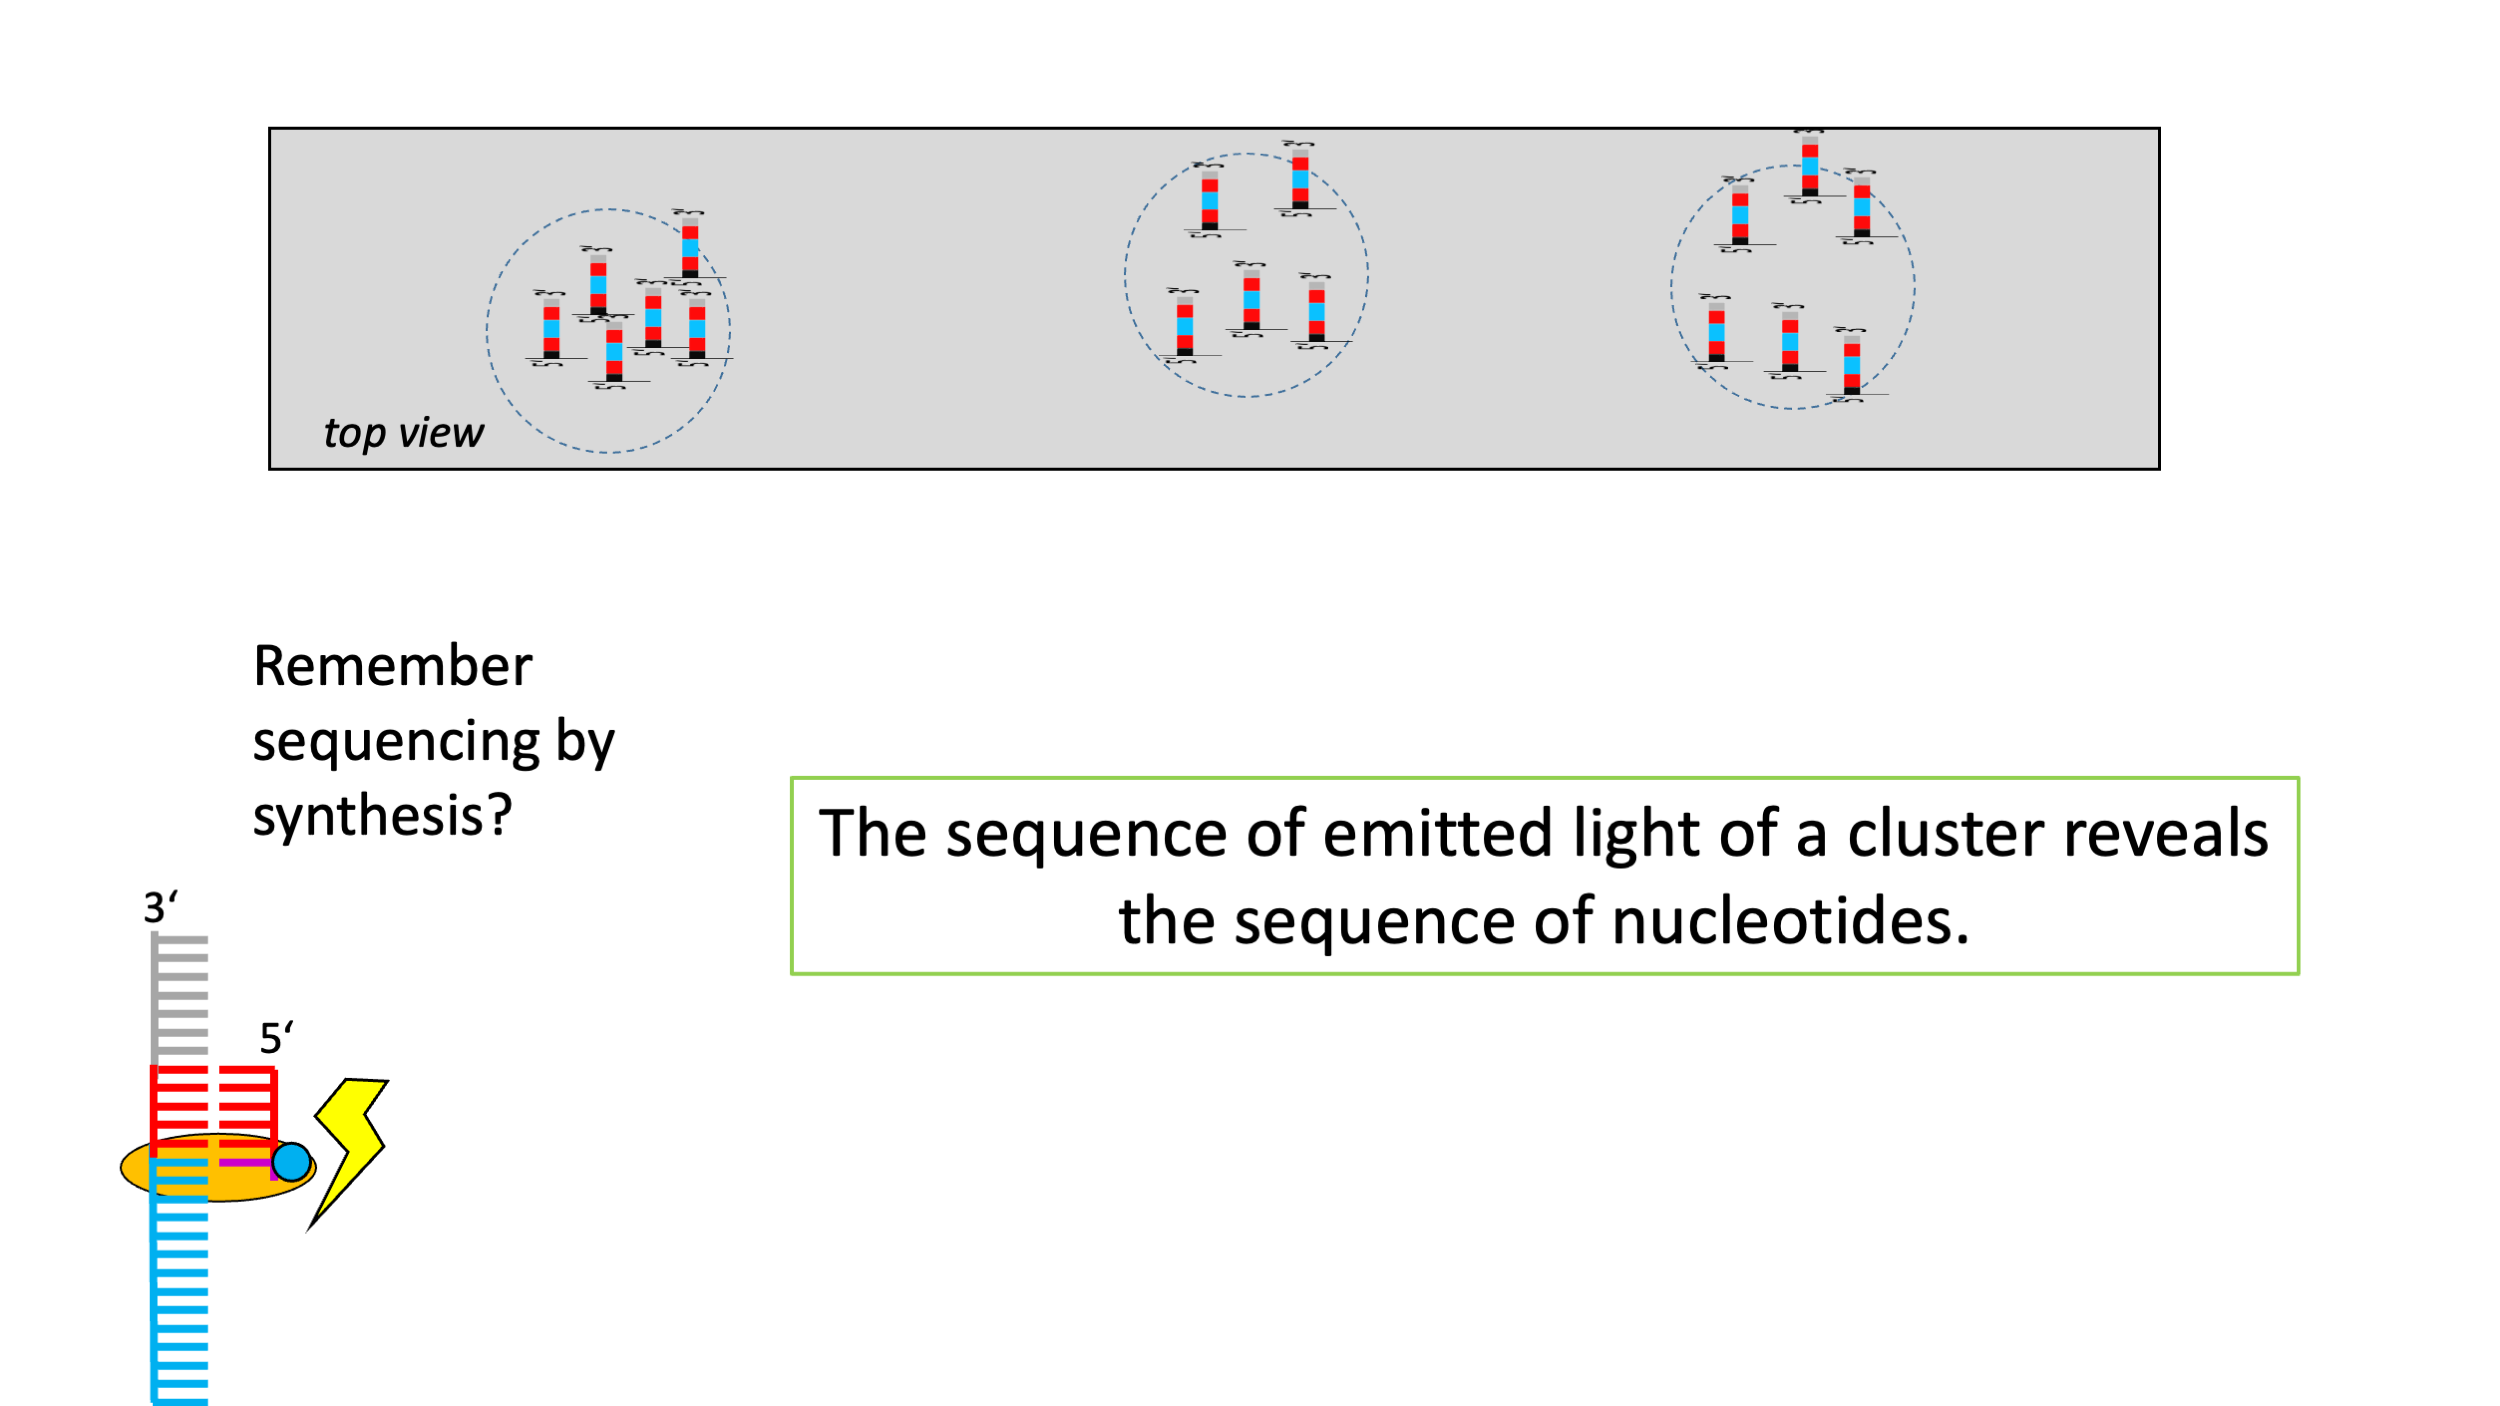 top view
Remember
sequencing by
synthesis?
The sequence of emitted light of a cluster reveals
the sequence of nucleotides.
3‘
5‘